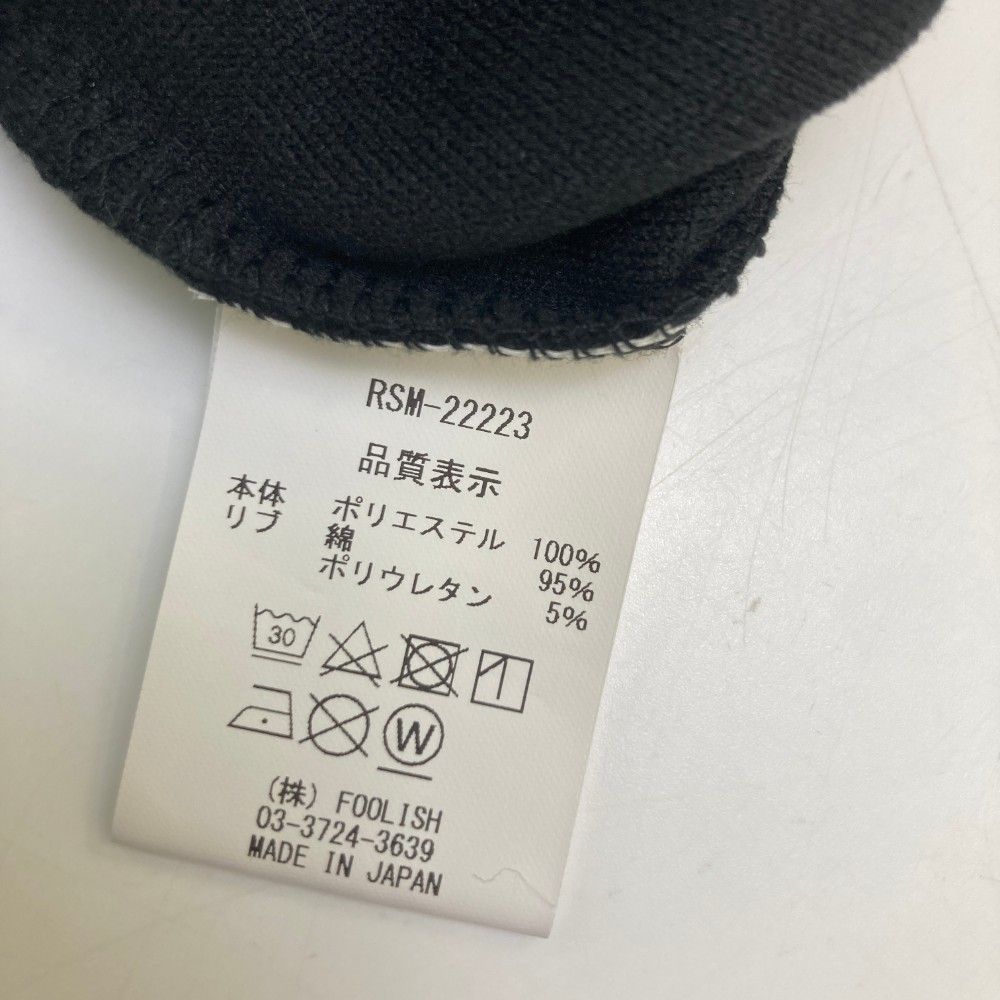 RSM-22223
品質表示
本体 ポリエステル 100%
リブ 綿 95%
ポリウレタン 5%
30
W
(株) FOOLISH
03-3724-3639
MADE IN JAPAN